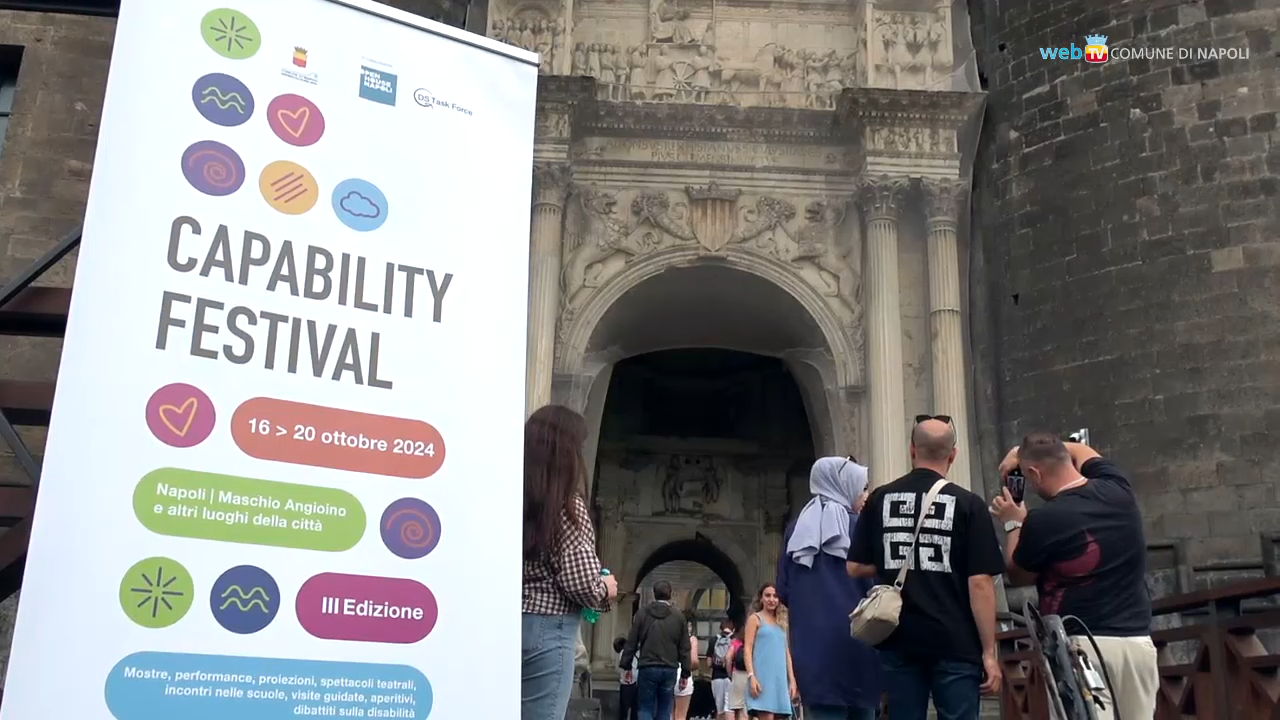 web TV COMUNE DI NAPOLI
OPEN
HOUSE
NAPOLI
DS Task Force
CAPABILITY
FESTIVAL
16 > 20 ottobre 2024
Napoli | Maschio Angioino
e altri luoghi della città
III Edizione
Mostre, performance, proiezioni, spettacoli teatrali,
incontri nelle scuole, visite guidate, aperitivi,
dibattiti sulla disabilità